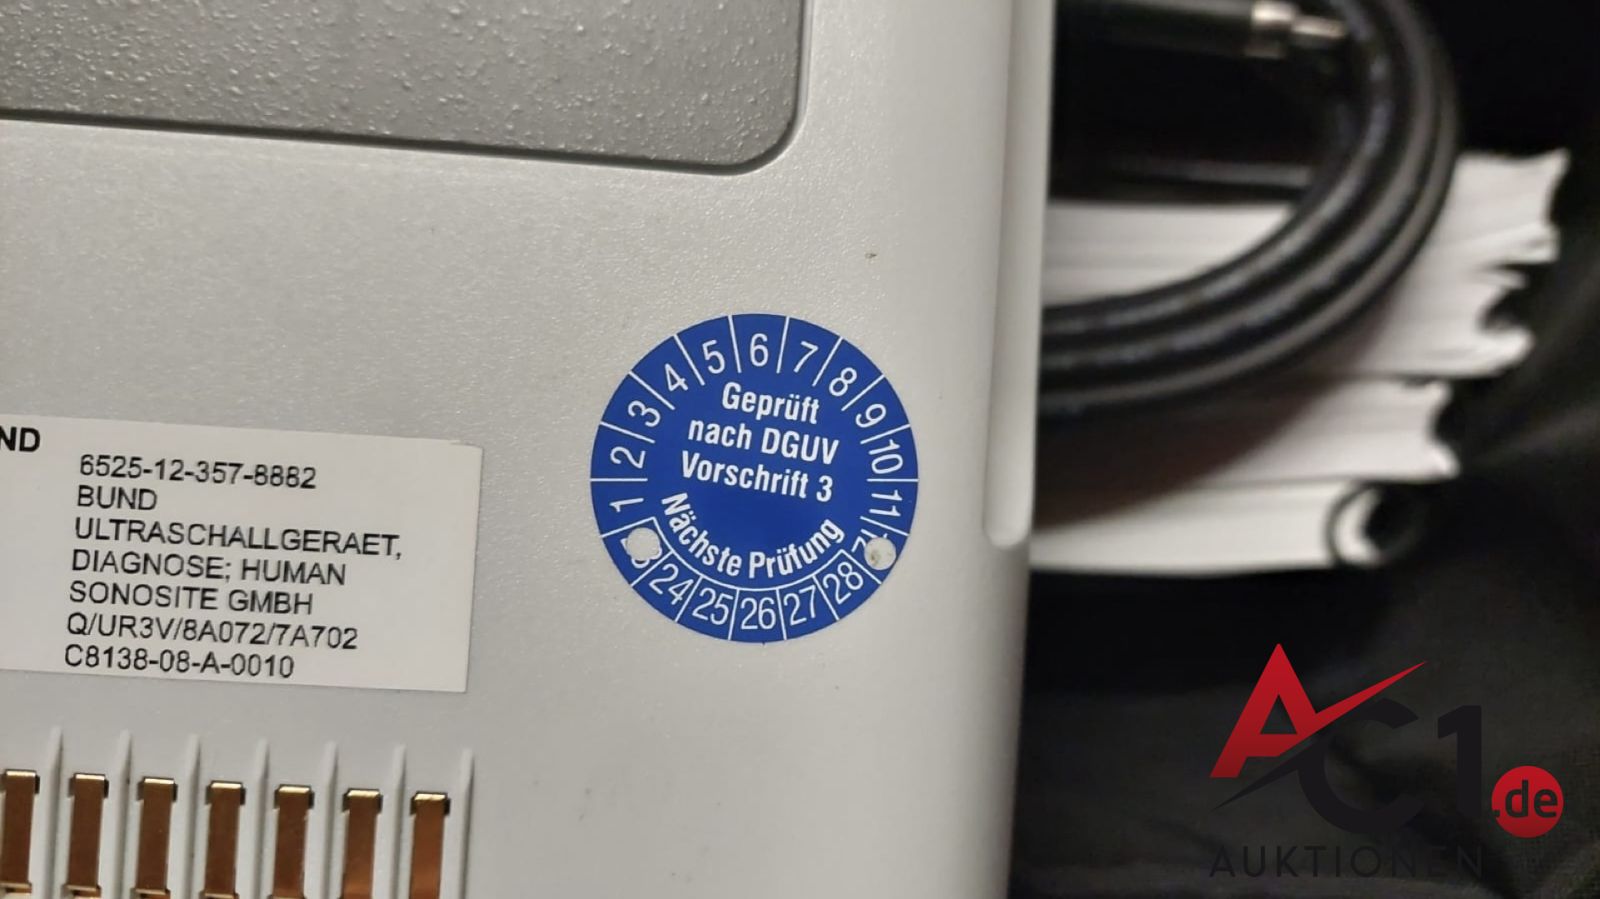 ND
6525-12-357-8882
BUND
ULTRASCHALLGERAET,
DIAGNOSE; HUMAN
SONOSITE GMBH
Q/UR3V/8A072/7A702
C8138-08-A-0010
1 2 3 4 5 6 7 8 9 10 11
Geprüft
nach DGUV
Vorschrift 3
Nächste Prüfung
24 25 26 27 28
AC1.de
AUKTIONEN